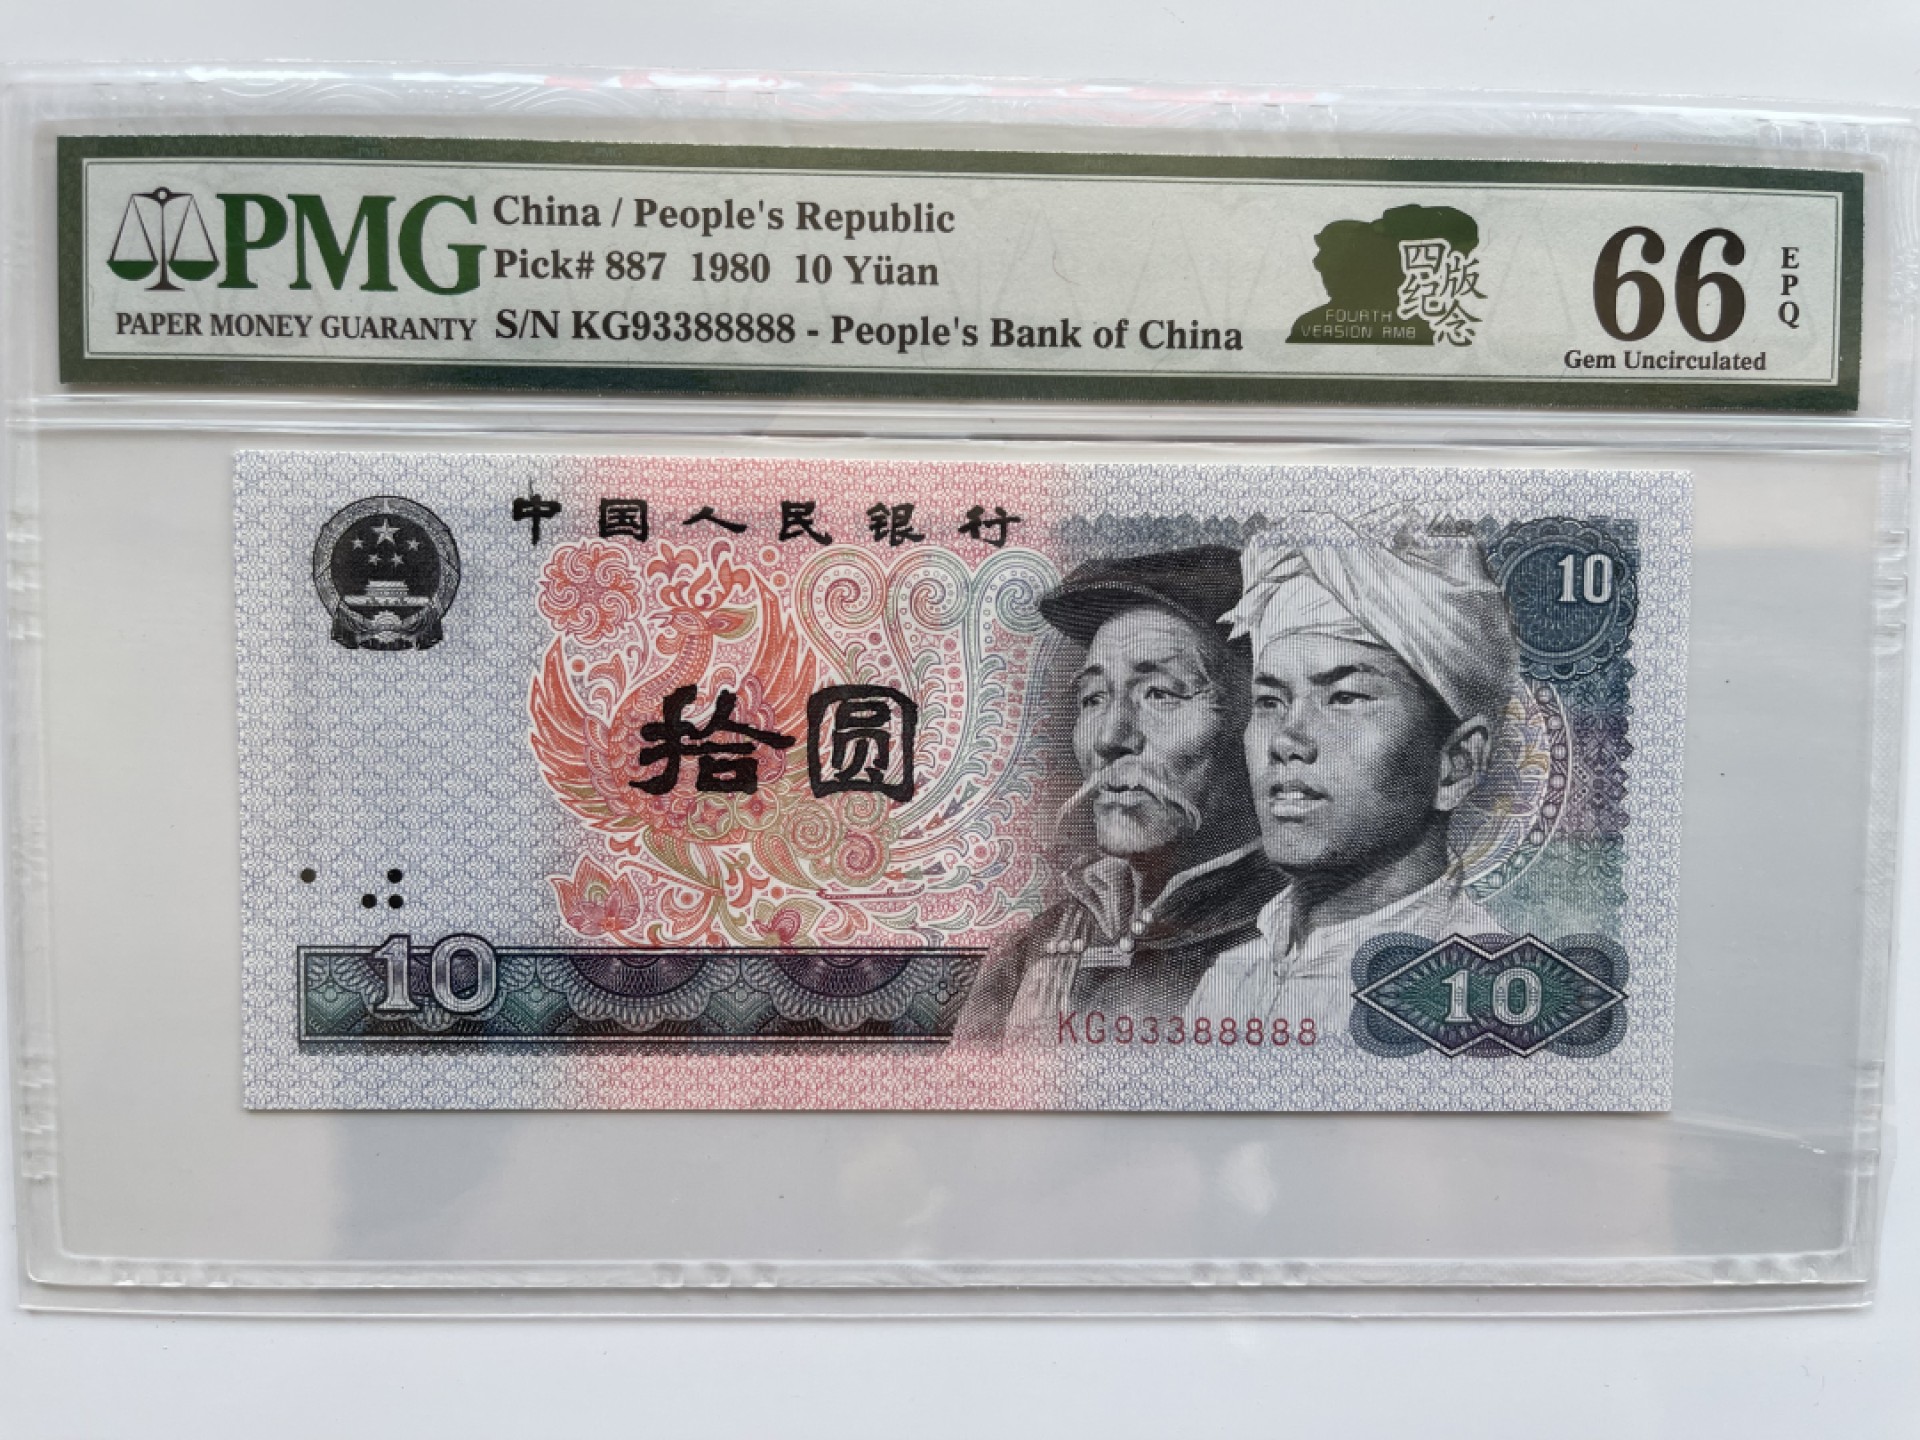 PMG
PAPER MONEY GUARANTY
China / People's Republic
Pick# 887 1980 10 Yüan
S/N KG93388888 - People's Bank of China
四版
纪念
FOURTH
VERSION RMB
66
EPQ
Gem Uncirculated
中国人民银行
10
拾圆
10
KG93388888
10